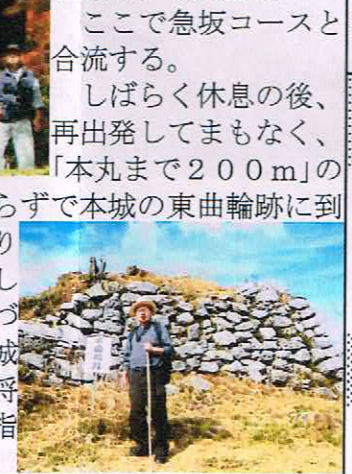 ここで急坂コースと
合流する。
しばらく休息の後、
再出発してまもなく、
「本丸まで２００ｍ」の
らずで本城の東曲輪跡に到
り
し
づ
城
将
指